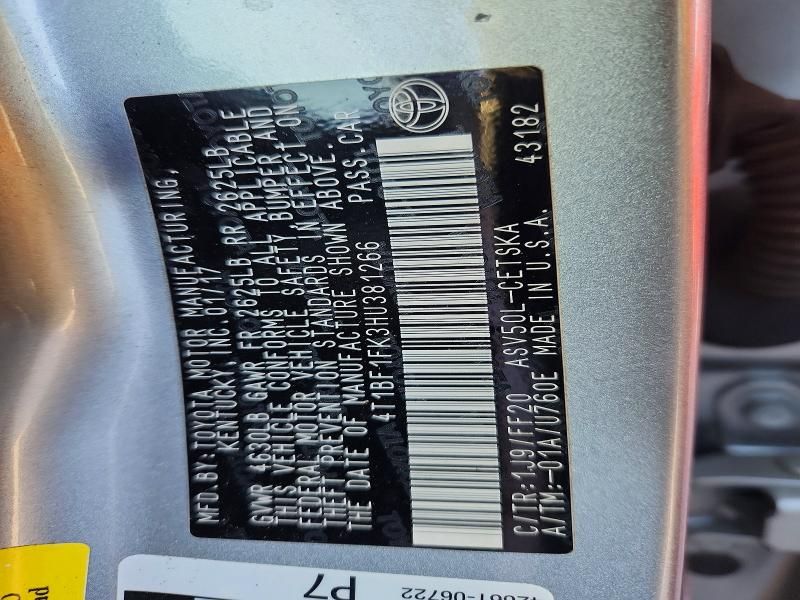 MFD. BY: TOYOTA MOTOR MANUFACTURING,
KENTUCKY, INC. 01/17
GVWR 4630LB GAWR FR 2625LB RR 2625LB
THIS VEHICLE CONFORMS TO ALL APPLICABLE
FEDERAL MOTOR VEHICLE SAFETY, BUMPER, AND
THEFT PREVENTION STANDARDS IN EFFECT ON
THE DATE OF MANUFACTURE SHOWN ABOVE.
4T1BF1FK3HU381266 PASS. CAR
C/TR: 1J9/FF20 ASV50L-CETSKA 43182
A/TM: -01A/U760E MADE IN U.S.A.
P7